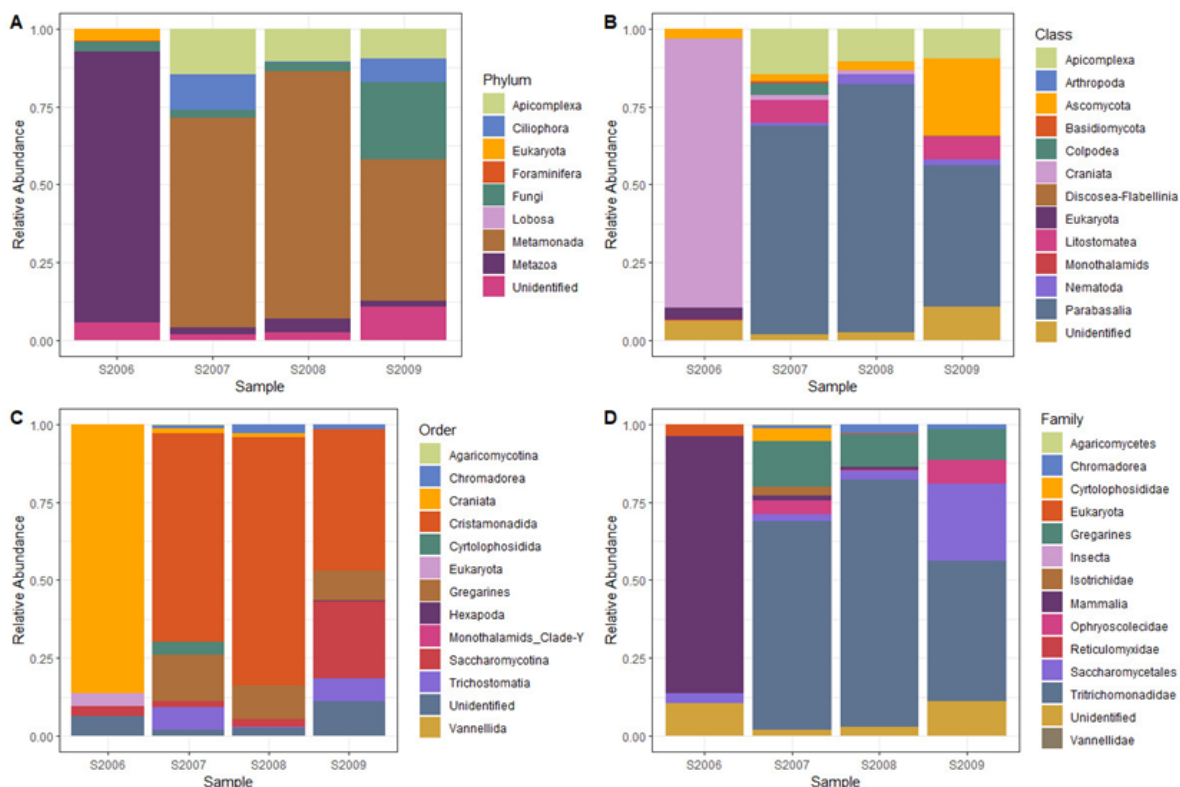 A
1.00
0.75
0.50
0.25
0.00
Relative Abundance
S2006 S2007 S2008 S2009
Sample
Phylum
Apicomplexa
Ciliophora
Eukaryota
Foraminifera
Fungi
Lobosa
Metamonada
Metazoa
Unidentified
B
1.00
0.75
0.50
0.25
0.00
Relative Abundance
S2006 S2007 S2008 S2009
Sample
Class
Apicomplexa
Arthropoda
Ascomycota
Basidiomycota
Colpodea
Craniata
Discosea-Flabellinia
Eukaryota
Litostomatea
Monothalamids
Nematoda
Parabasalia
Unidentified
C
1.00
0.75
0.50
0.25
0.00
Relative Abundance
S2006 S2007 S2008 S2009
Sample
Order
Agaricomycotina
Chromadorea
Craniata
Cristamonadida
Cyrtolophosidida
Eukaryota
Gregarines
Hexapoda
Monothalamids_Clade-Y
Saccharomycotina
Trichostomatia
Unidentified
Vannellida
D
1.00
0.75
0.50
0.25
0.00
Relative Abundance
S2006 S2007 S2008 S2009
Sample
Family
Agaricomycetes
Chromadorea
Cyrtolophosididae
Eukaryota
Gregarines
Insecta
Isotrichidae
Mammalia
Ophryoscolecidae
Reticulomyxidae
Saccharomycetales
Tritrichomonadidae
Unidentified
Vannellidae